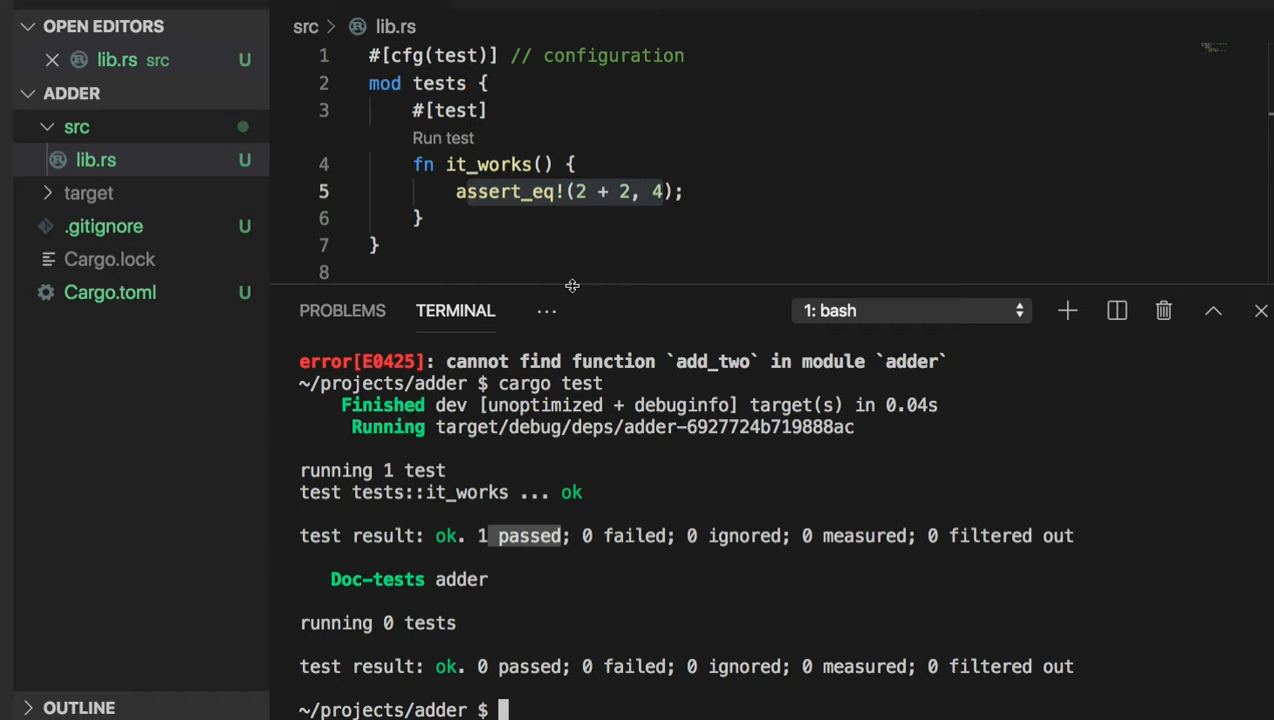 OPEN EDITORS
lib.rs src U
ADDER
src
lib.rs U
target
.gitignore U
Cargo.lock
Cargo.toml U
OUTLINE
src > lib.rs
1 #[cfg(test)] // configuration
2 mod tests {
3 #[test]
Run test
4 fn it_works() {
5 assert_eq!(2 + 2, 4);
6 }
7 }
8
PROBLEMS TERMINAL ... 1: bash
error[E0425]: cannot find function `add_two` in module `adder`
~/projects/adder $ cargo test
Finished dev [unoptimized + debuginfo] target(s) in 0.04s
Running target/debug/deps/adder-6927724b719888ac
running 1 test
test tests::it_works ... ok
test result: ok. 1 passed; 0 failed; 0 ignored; 0 measured; 0 filtered out
Doc-tests adder
running 0 tests
test result: ok. 0 passed; 0 failed; 0 ignored; 0 measured; 0 filtered out
~/projects/adder $